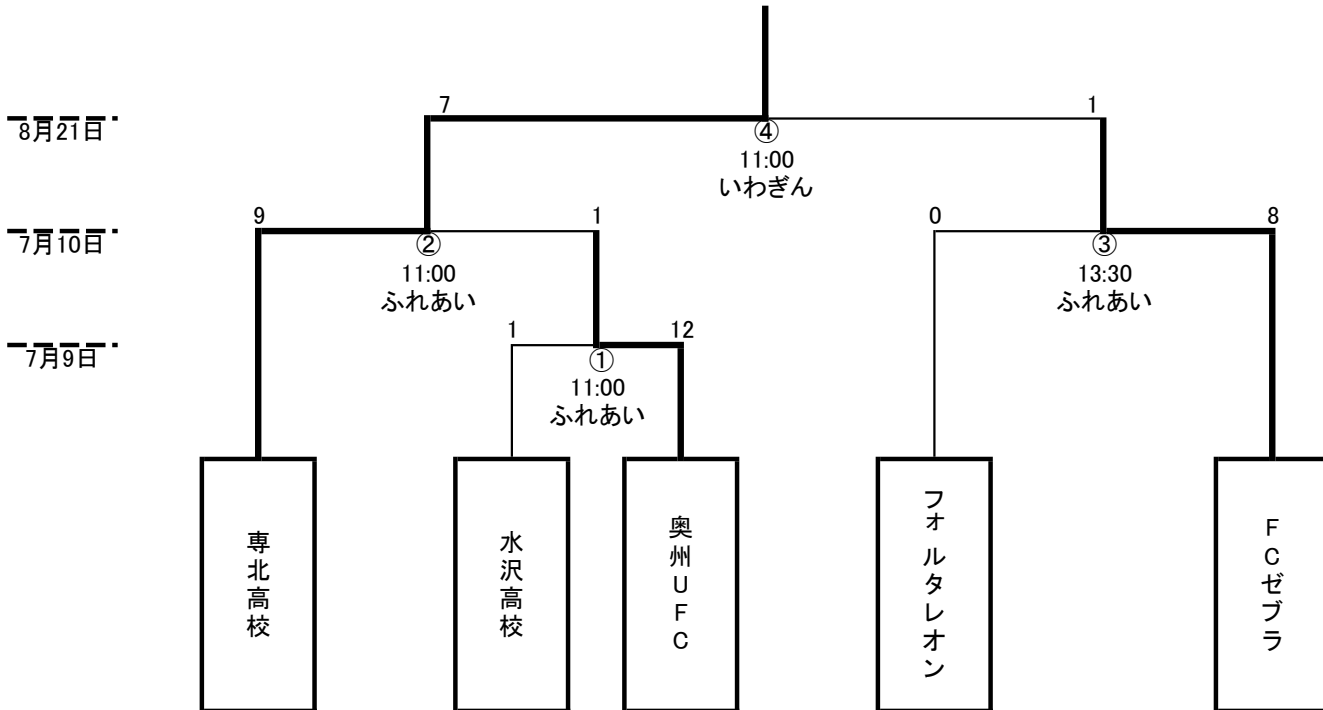 7
1
8月21日
④
11:00
いわぎん
9
1
0
8
7月10日
②
③
11:00
13:30
ふれあい
ふれあい
1
12
7月9日
①
11:00
ふれあい
専北高校
水沢高校
奥州UFC
フォルタレオン
FCゼブラ